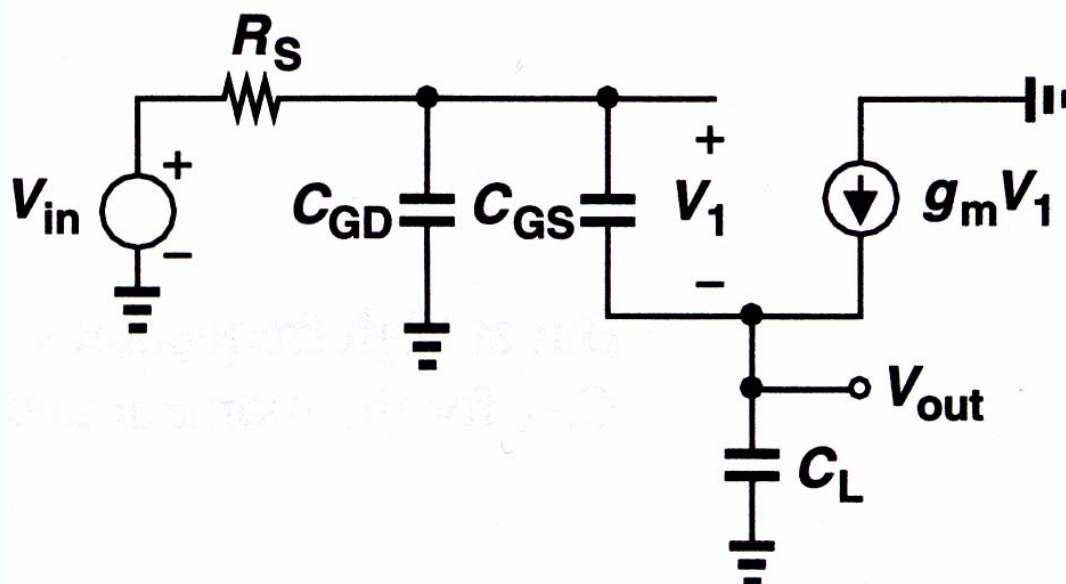 R_S
+
V_in
−
C_GD
C_GS
+
V_1
−
g_mV_1
V_out
C_L